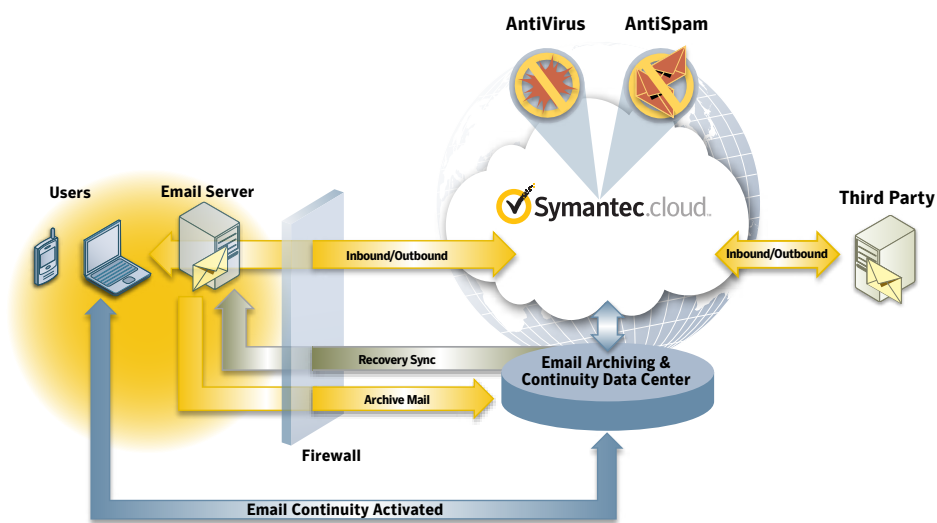 AntiVirus
AntiSpam
Users
Email Server
Symantec.cloud™
Third Party
Inbound/Outbound
Inbound/Outbound
Recovery Sync
Email Archiving &
Continuity Data Center
Archive Mail
Firewall
Email Continuity Activated